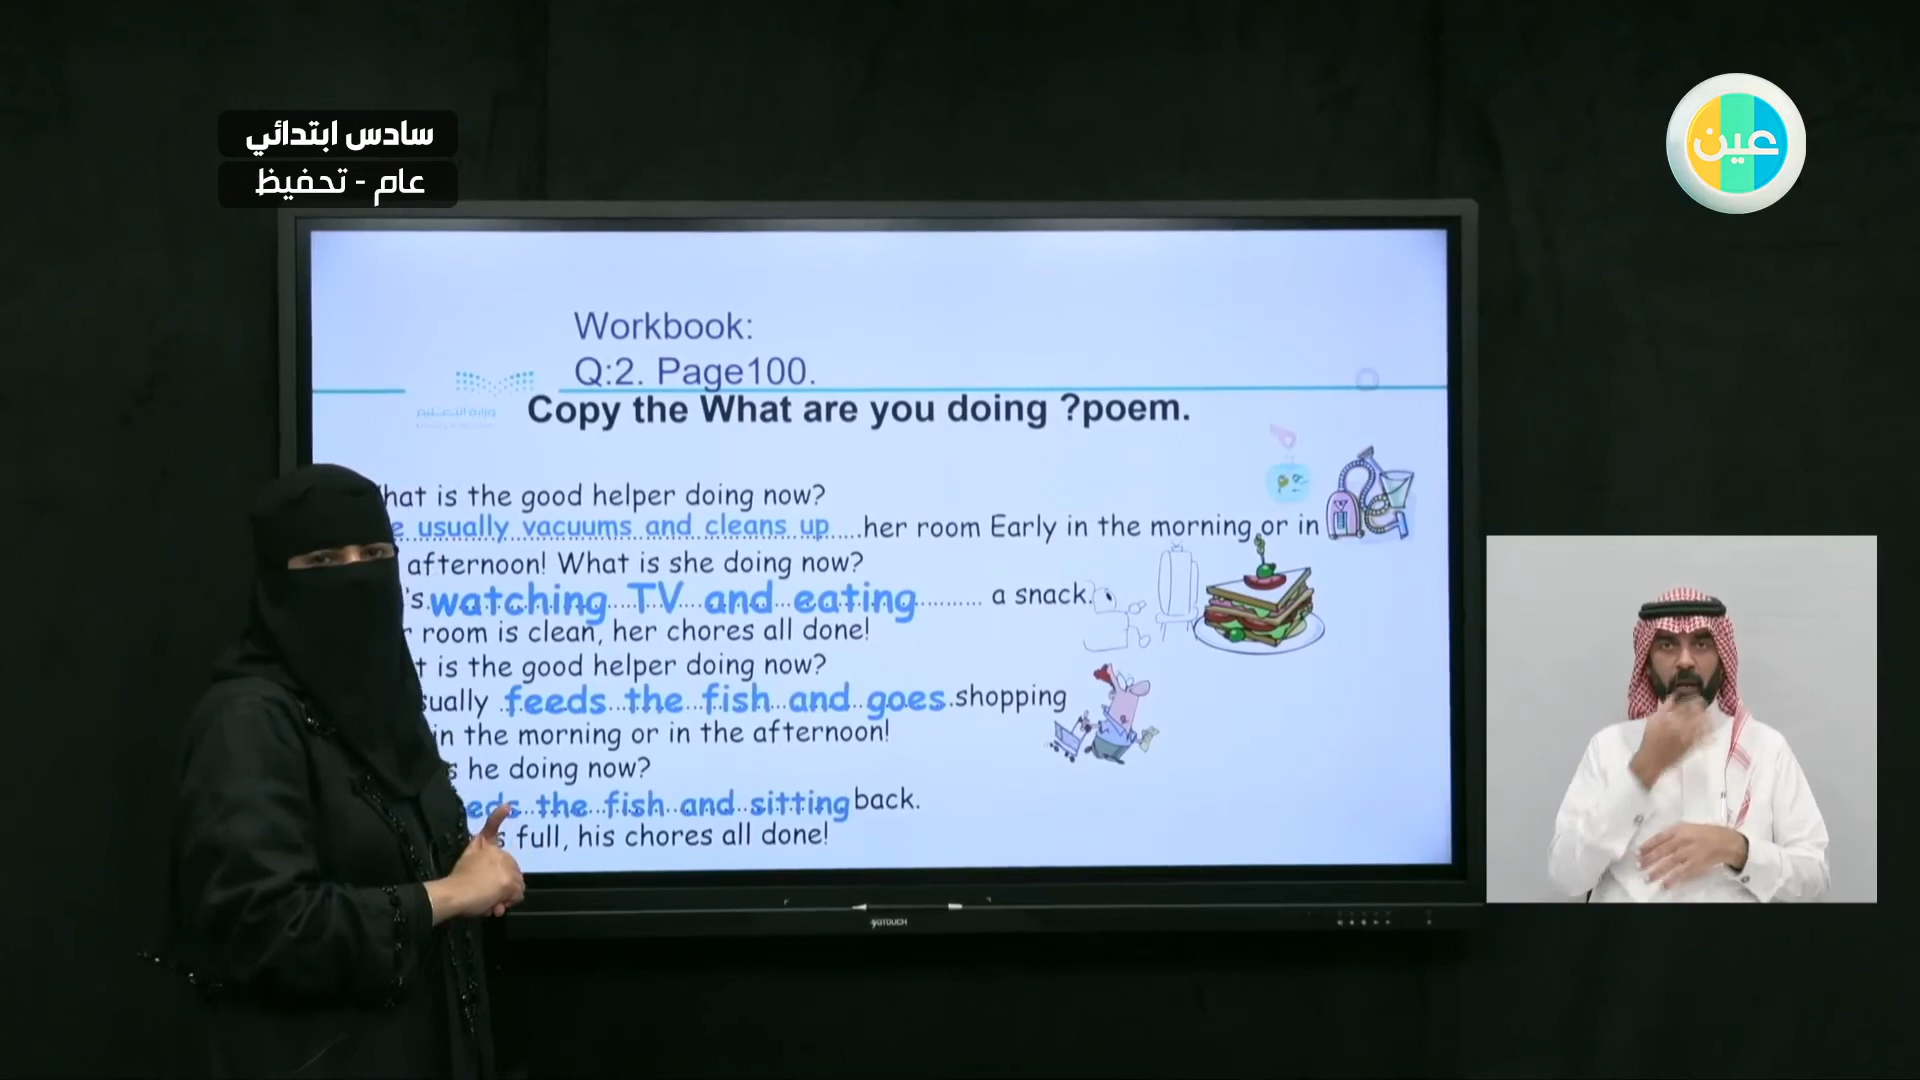 سادس ابتدائي
عام - تحفيظ
عين
Workbook:
Q:2. Page100.
وزارة التعليم
Copy the What are you doing ?poem.
hat is the good helper doing now?
e usually vacuums and cleans up her room Early in the morning or in
afternoon! What is she doing now?
's watching TV and eating a snack.
r room is clean, her chores all done!
t is the good helper doing now?
sually feeds the fish and goes shopping
in the morning or in the afternoon!
s he doing now?
eds the fish and sitting back.
s full, his chores all done!
YQTOUCH